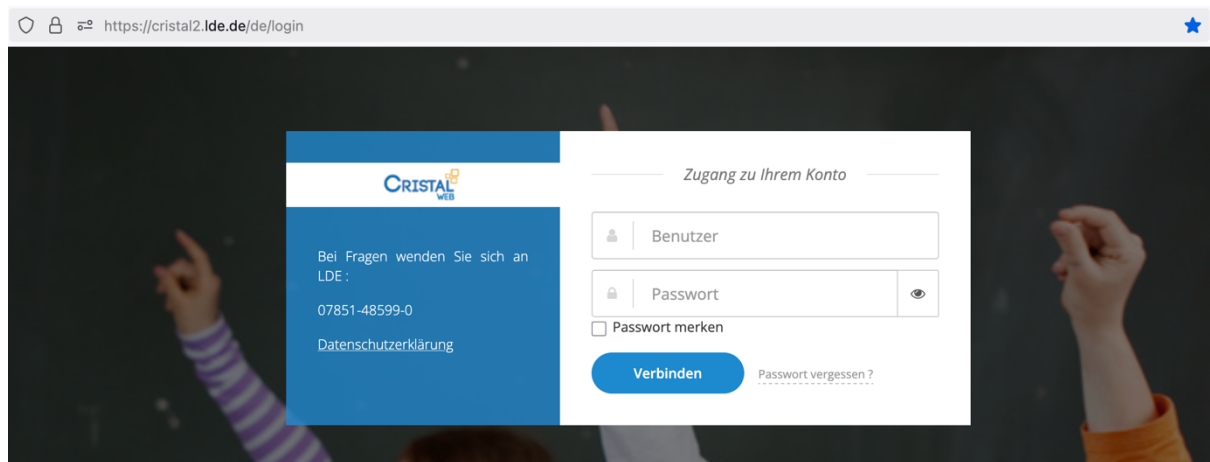 https://cristal2.lde.de/de/login
CRISTAL
WEB
Bei Fragen wenden Sie sich an
LDE :
07851-48599-0
Datenschutzerklärung
Zugang zu Ihrem Konto
Benutzer
Passwort
Passwort merken
Verbinden
Passwort vergessen ?